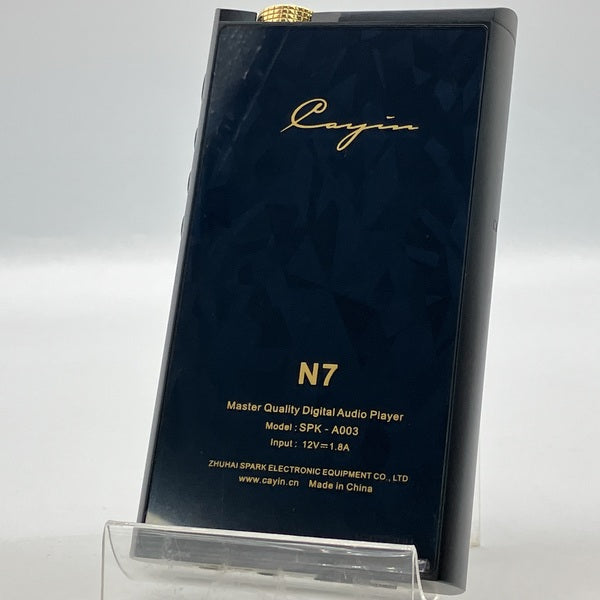 Cayin
N7
Master Quality Digital Audio Player
Model : SPK - A003
Input : 12V⎓1.8A
ZHUHAI SPARK ELECTRONIC EQUIPMENT CO., LTD
www.cayin.cn Made in China